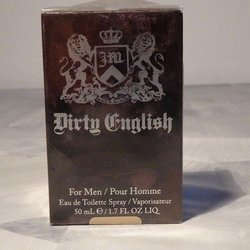 Dirty English
For Men / Pour Homme
Eau de Toilette Spray / Vaporisateur
50 mL ℮ / 1.7 FL OZ LIQ